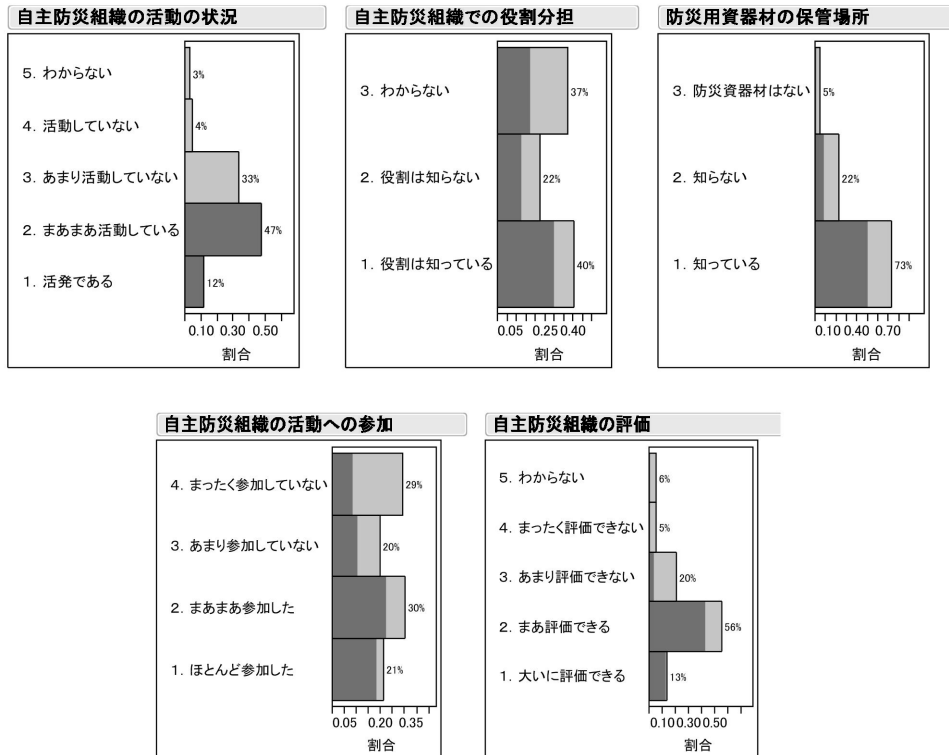 自主防災組織の活動の状況
5. わからない
3%
4. 活動していない
4%
3. あまり活動していない
33%
2. まあまあ活動している
47%
1. 活発である
12%
0.10 0.30 0.50
割合
自主防災組織での役割分担
3. わからない
37%
2. 役割は知らない
22%
1. 役割は知っている
40%
0.05 0.25 0.40
割合
防災用資器材の保管場所
3. 防災資器材はない
5%
2. 知らない
22%
1. 知っている
73%
0.10 0.40 0.70
割合
自主防災組織の活動への参加
4. まったく参加していない
29%
3. あまり参加していない
20%
2. まあまあ参加した
30%
1. ほとんど参加した
21%
0.05 0.20 0.35
割合
自主防災組織の評価
5. わからない
6%
4. まったく評価できない
5%
3. あまり評価できない
20%
2. まあ評価できる
56%
1. 大いに評価できる
13%
0.10 0.30 0.50
割合